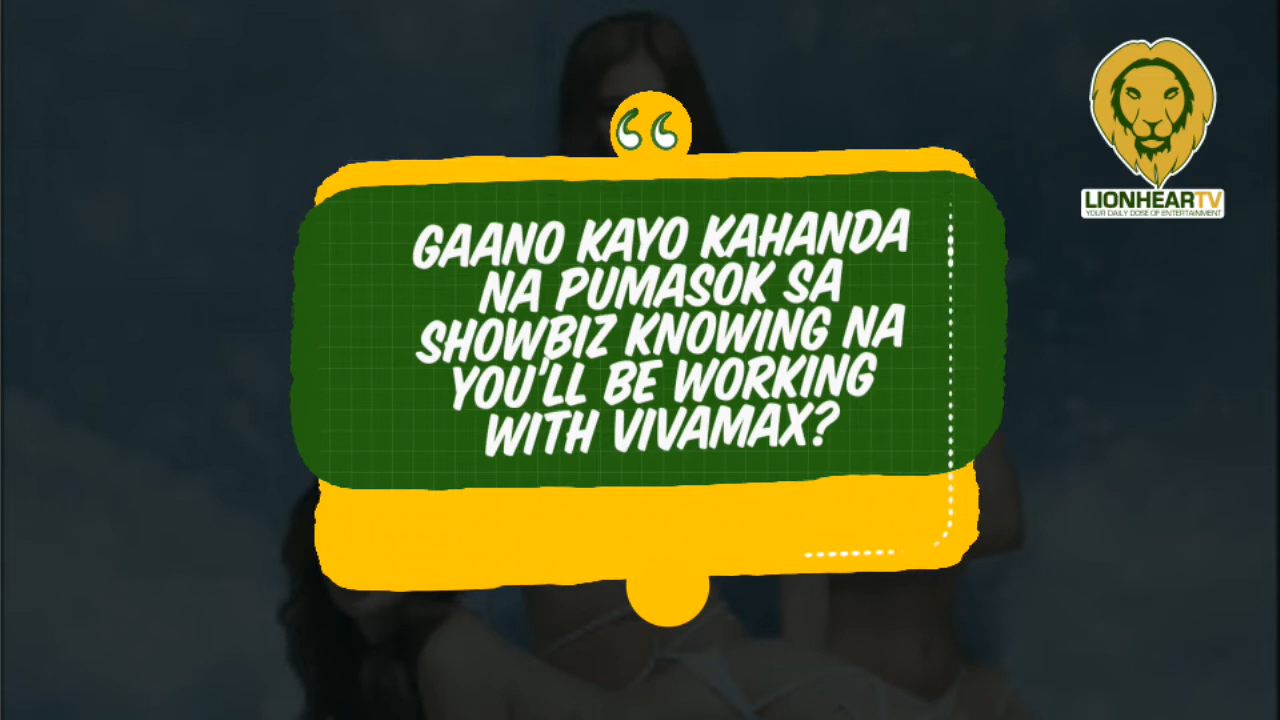 LIONHEARTV
YOUR DAILY DOSE OF ENTERTAINMENT
GAANO KAYO KAHANDA
NA PUMASOK SA
SHOWBIZ KNOWING NA
YOU'LL BE WORKING
WITH VIVAMAX?